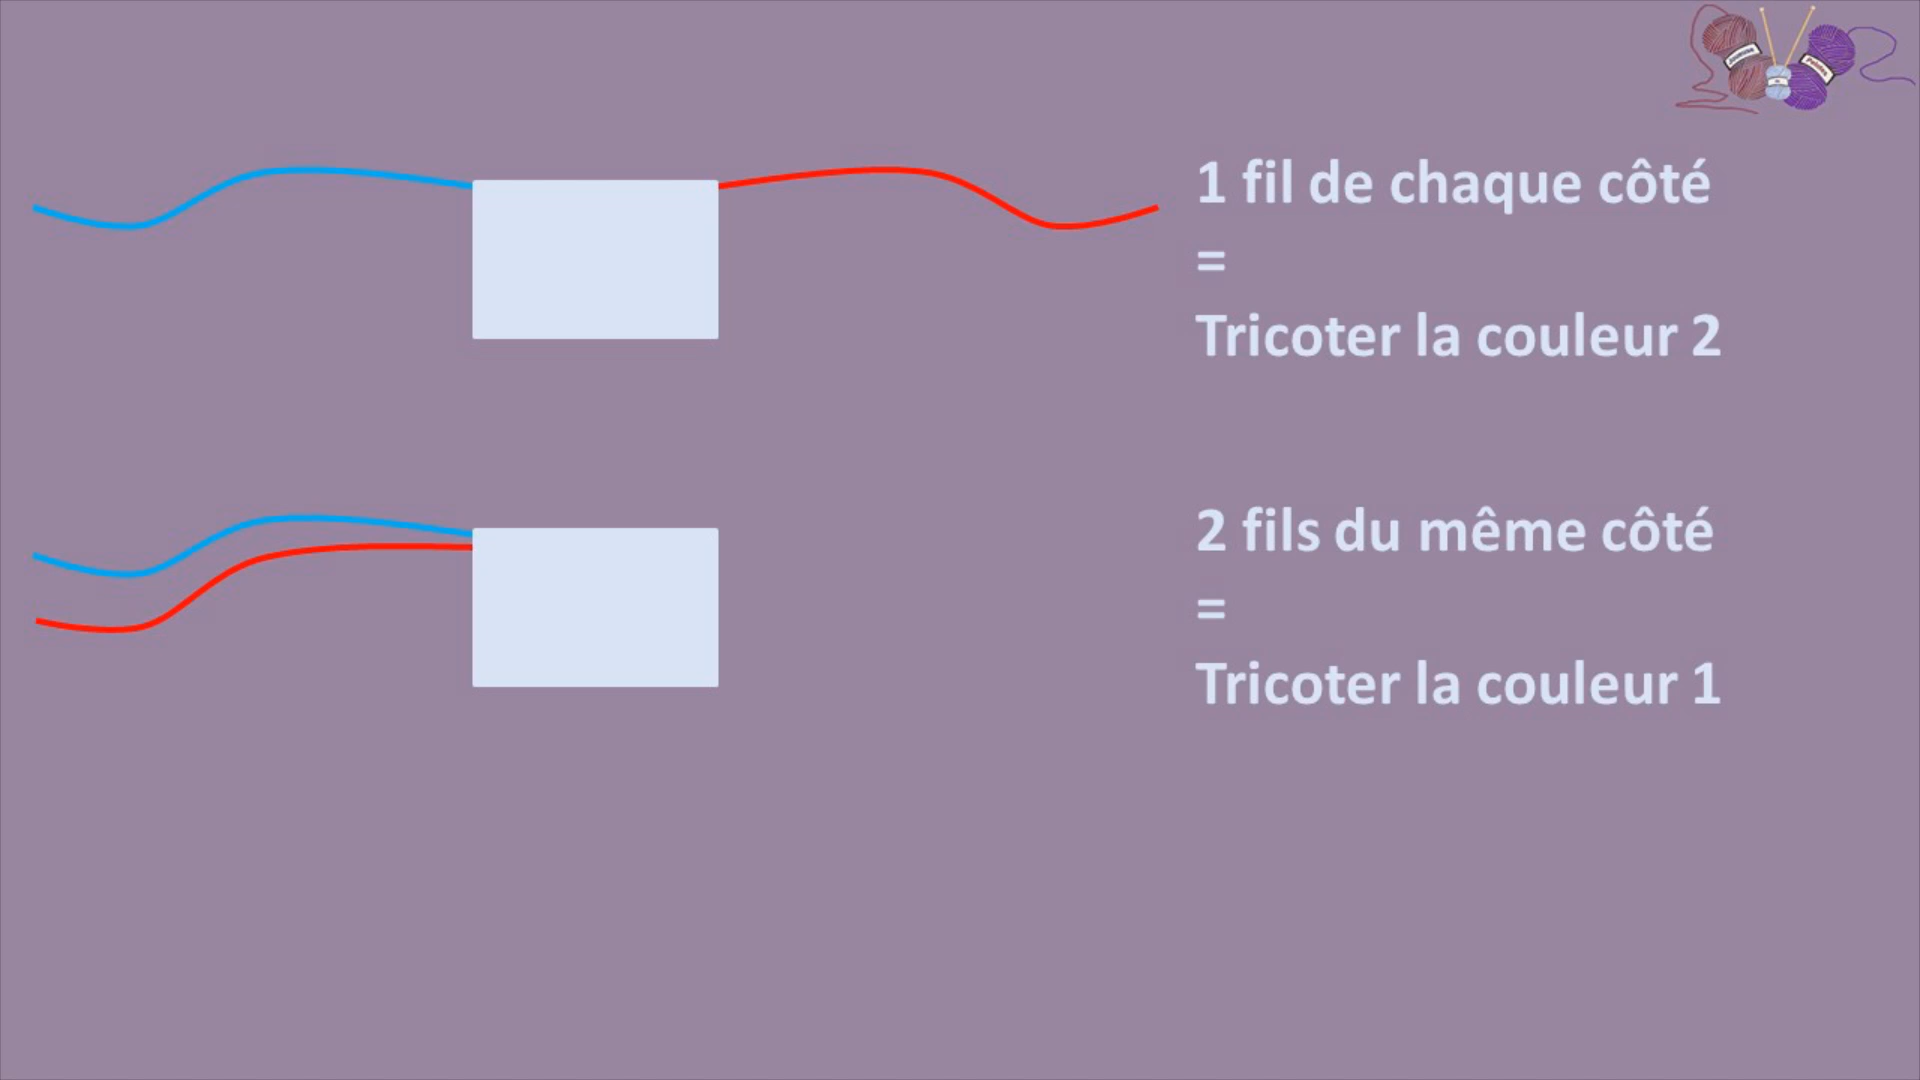 1 fil de chaque côté
=
Tricoter la couleur 2
2 fils du même côté
=
Tricoter la couleur 1